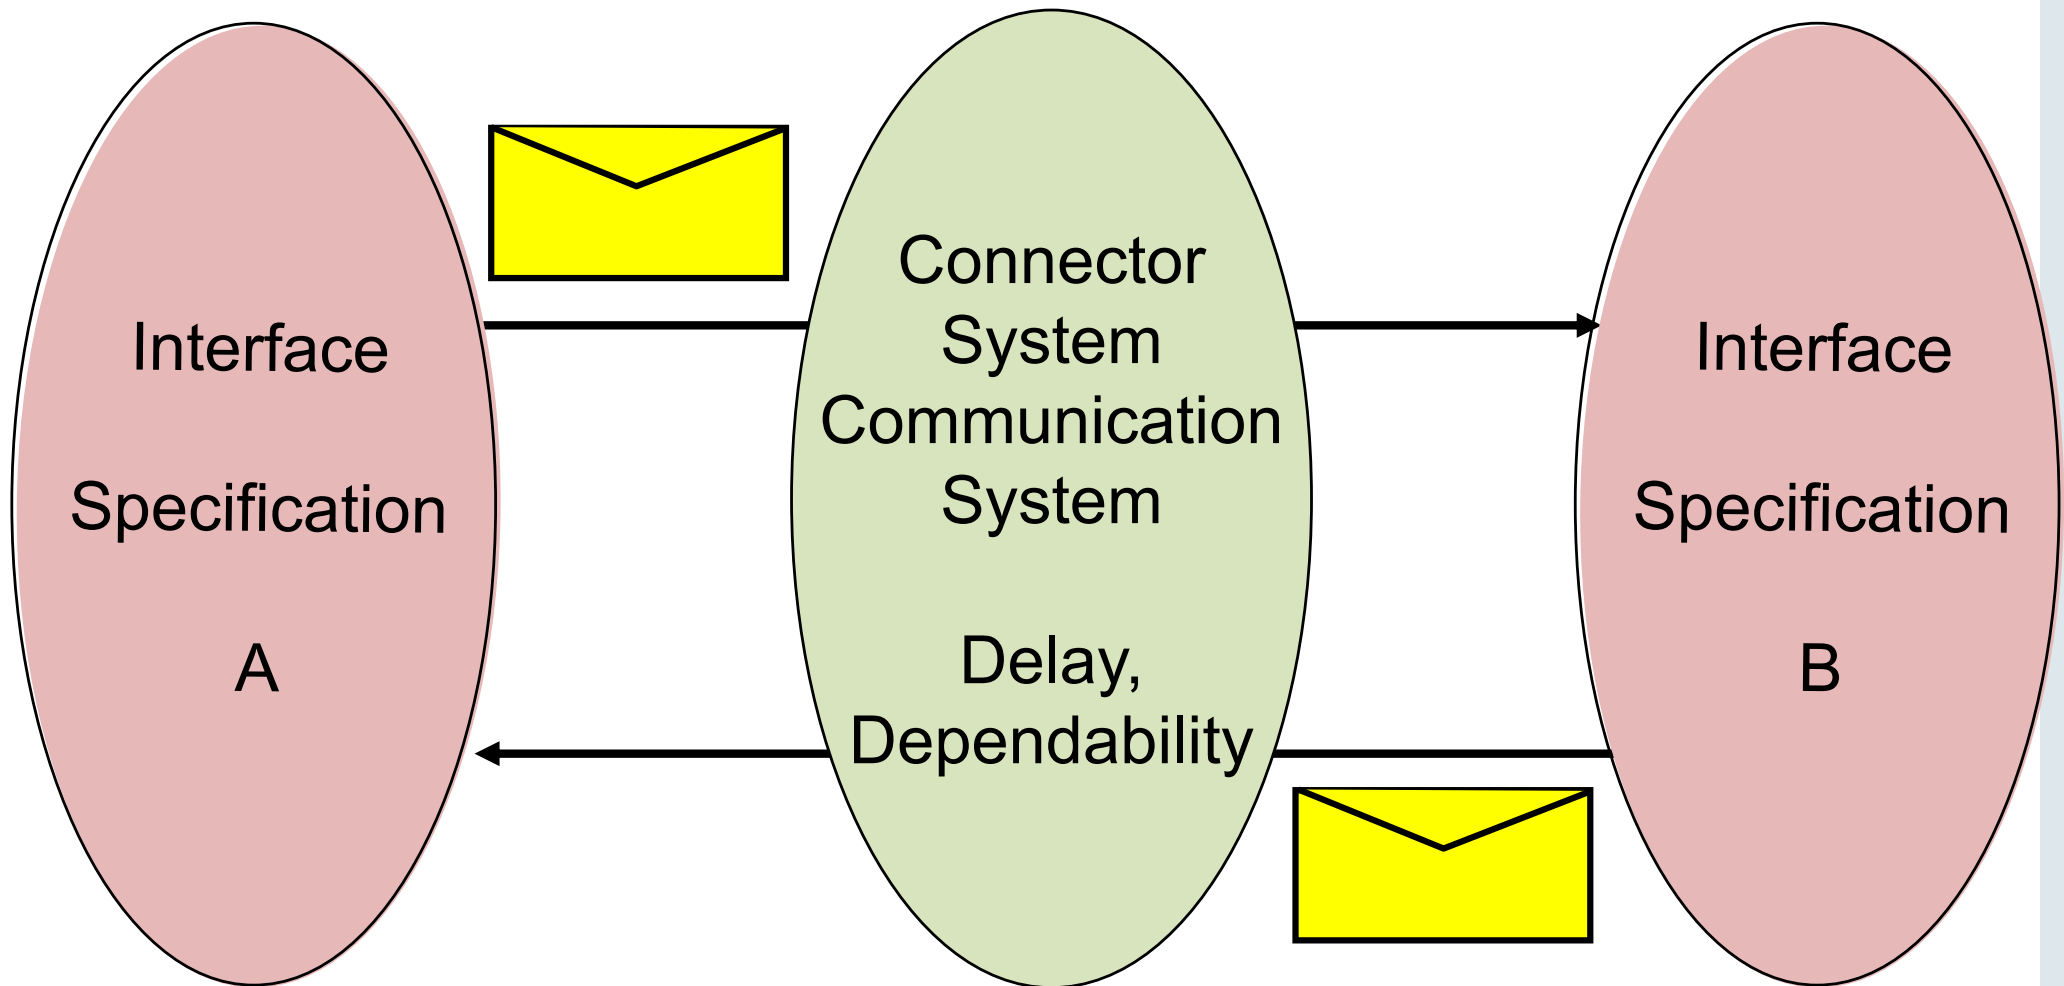 Interface
Specification
A
Connector
System
Communication
System
Delay,
Dependability
Interface
Specification
B